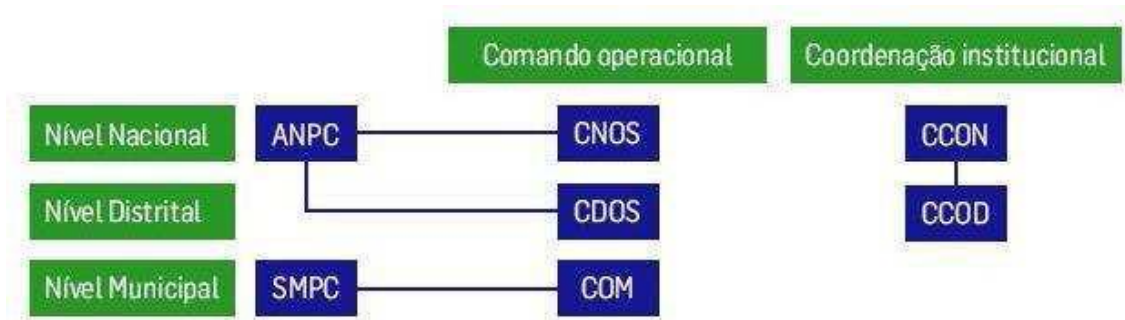 Comando operacional
Coordenação institucional
Nível Nacional
ANPC
CNOS
CCON
Nível Distrital
CDOS
CCOD
Nível Municipal
SMPC
COM